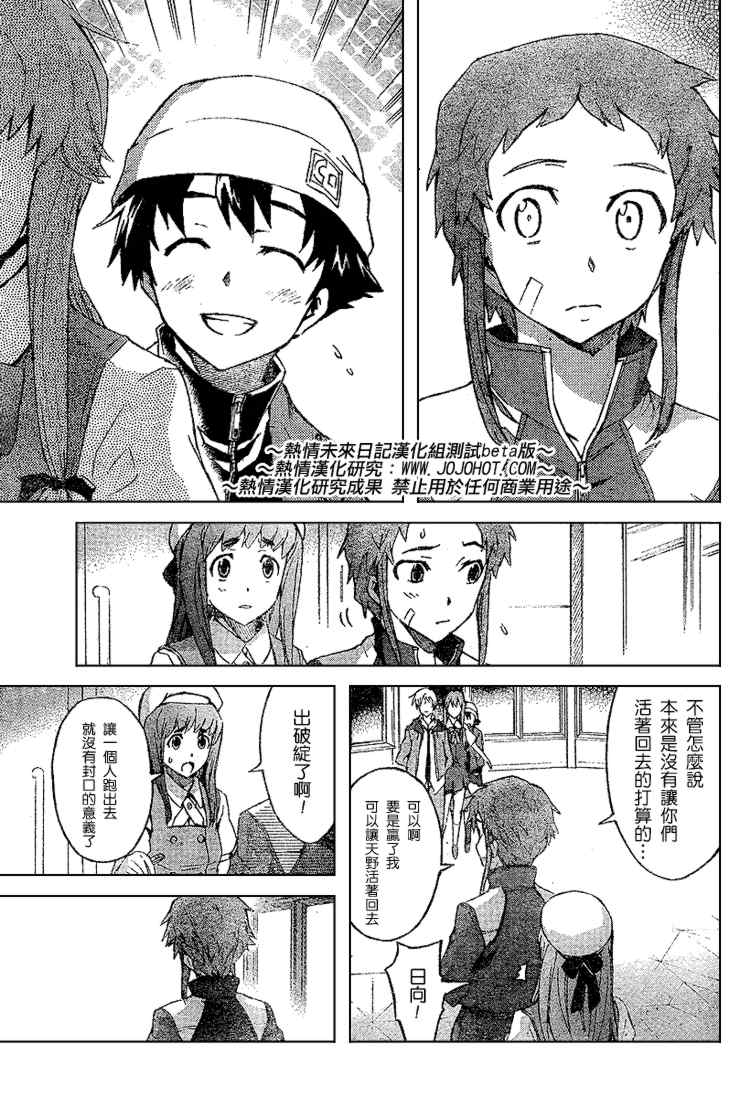 ～熱情未來日記漢化組測試beta版～
～熱情漢化研究：WWW.JOJOHOT.COM～
～熱情漢化研究成果 禁止用於任何商業用途～
不管怎麼說
本來是沒有讓你們
活著回去的打算的…
可以啊
要是贏了我
可以讓天野活著回去
日向！
出破綻了！
讓一個人跑出去
就沒有封口的意義了